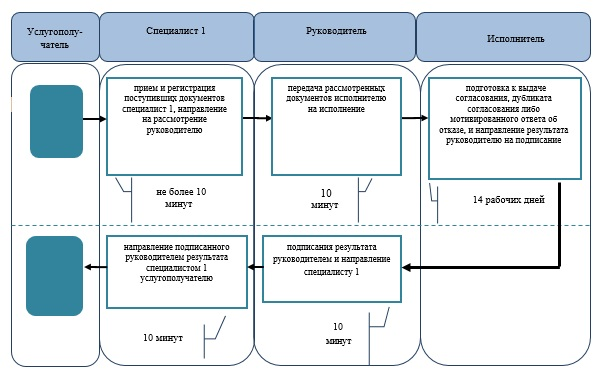 Услугополу-
чатель
Специалист 1
Руководитель
Исполнитель
прием и регистрация
поступивших документов
специалист 1, направление
на рассмотрение
руководителю
передача рассмотренных
документов исполнителю
на исполнение
подготовка к выдаче
согласования, дубликата
согласования либо
мотивированного ответа об
отказе, и направление результата
руководителю на подписание
не более 10
минут
10
минут
14 рабочих дней
направление подписанного
руководителем результата
специалистом 1
услугополучателю
подписания результата
руководителем и направление
специалисту 1
10 минут
10
минут